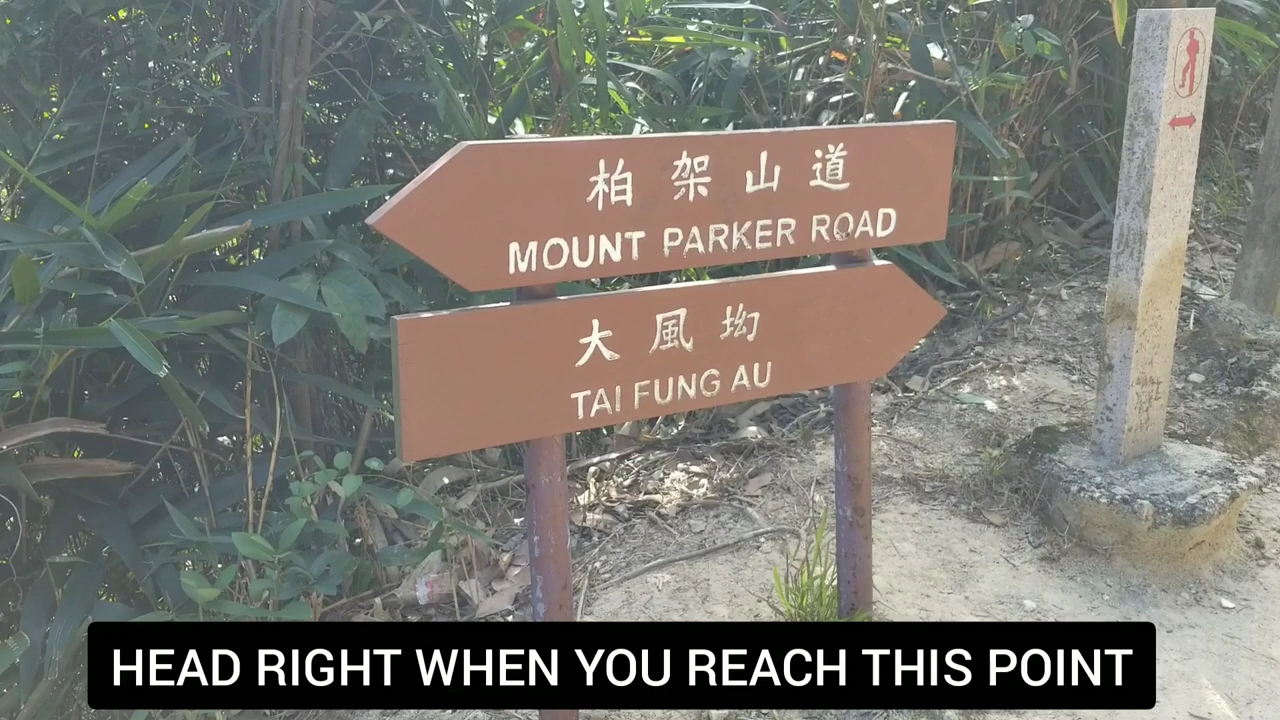 柏架山道
MOUNT PARKER ROAD
大風坳
TAI FUNG AU
HEAD RIGHT WHEN YOU REACH THIS POINT